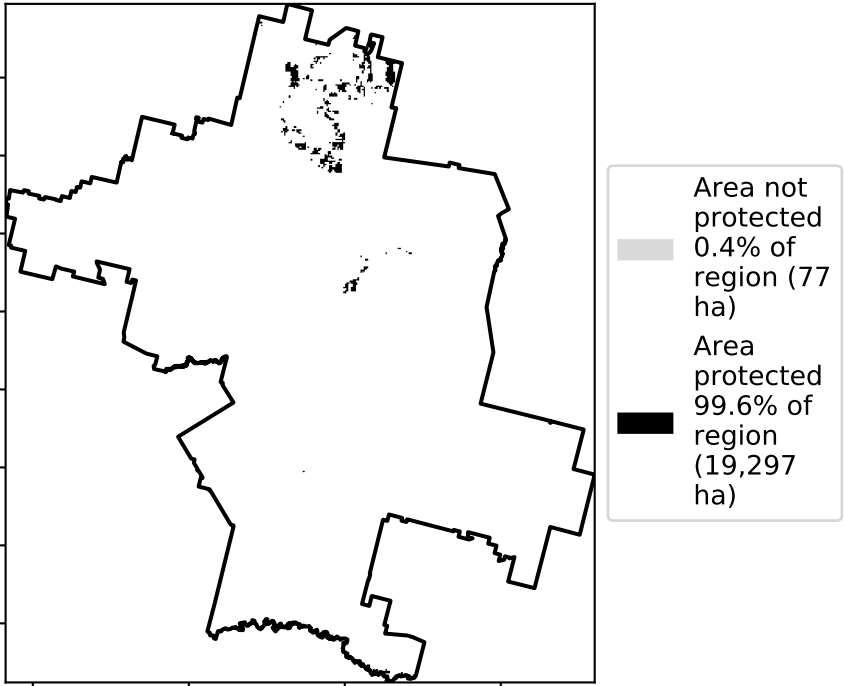 Area not
protected
0.4% of
region (77
ha)
Area
protected
99.6% of
region
(19,297
ha)